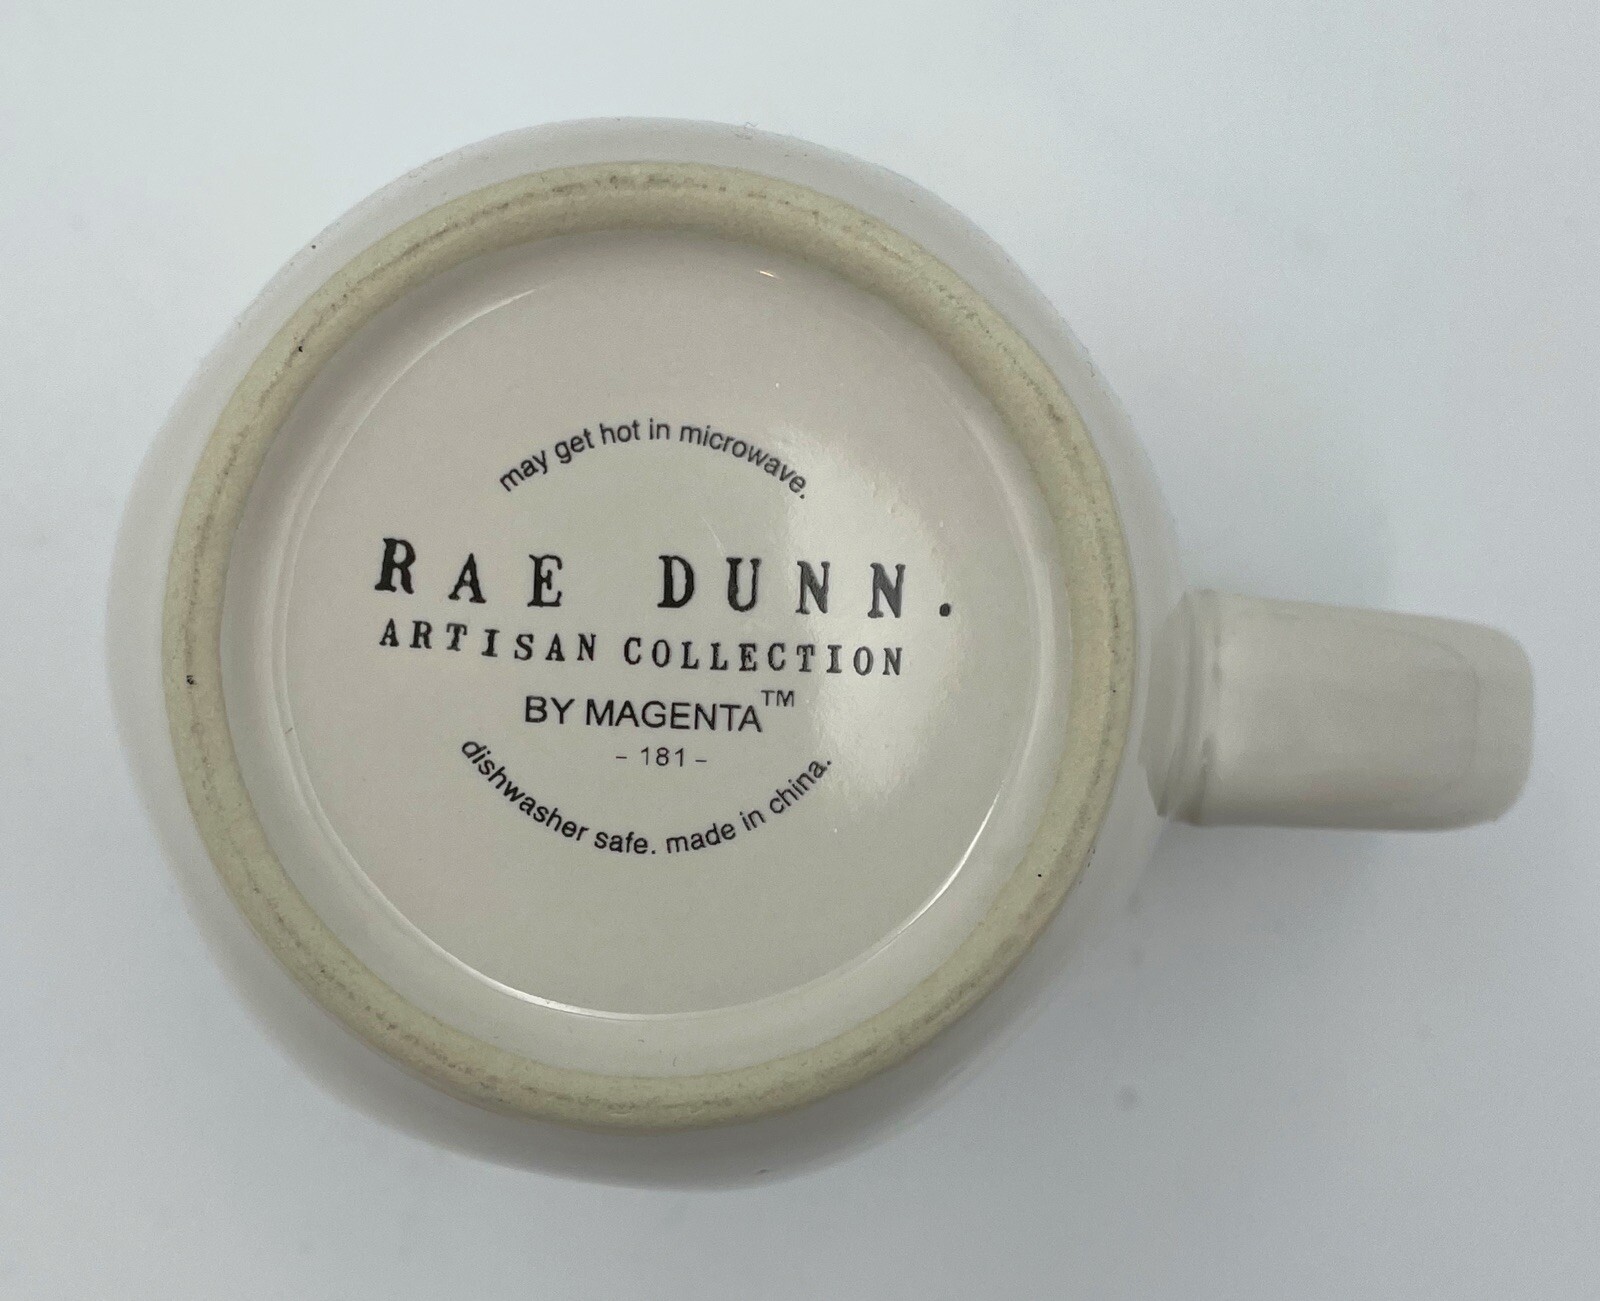 may get hot in microwave.
RAE DUNN.
ARTISAN COLLECTION
BY MAGENTA™
- 181 -
dishwasher safe. made in china.